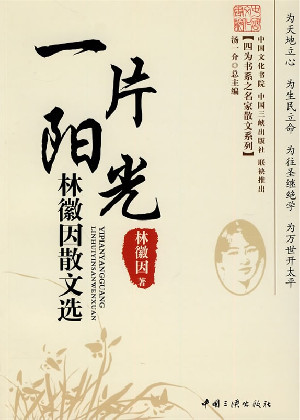 为天地立心 为生民立命 为往圣继绝学 为万世开太平
中国文化书院 中国三峡出版社 联袂推出
【四为书系之名家散文系列】
汤一介总主编
一片阳光
林徽因散文选
YIPIANYANGGUANG
LINHUIYINSANWENXUAN
林徽因 著
中国三峡出版社